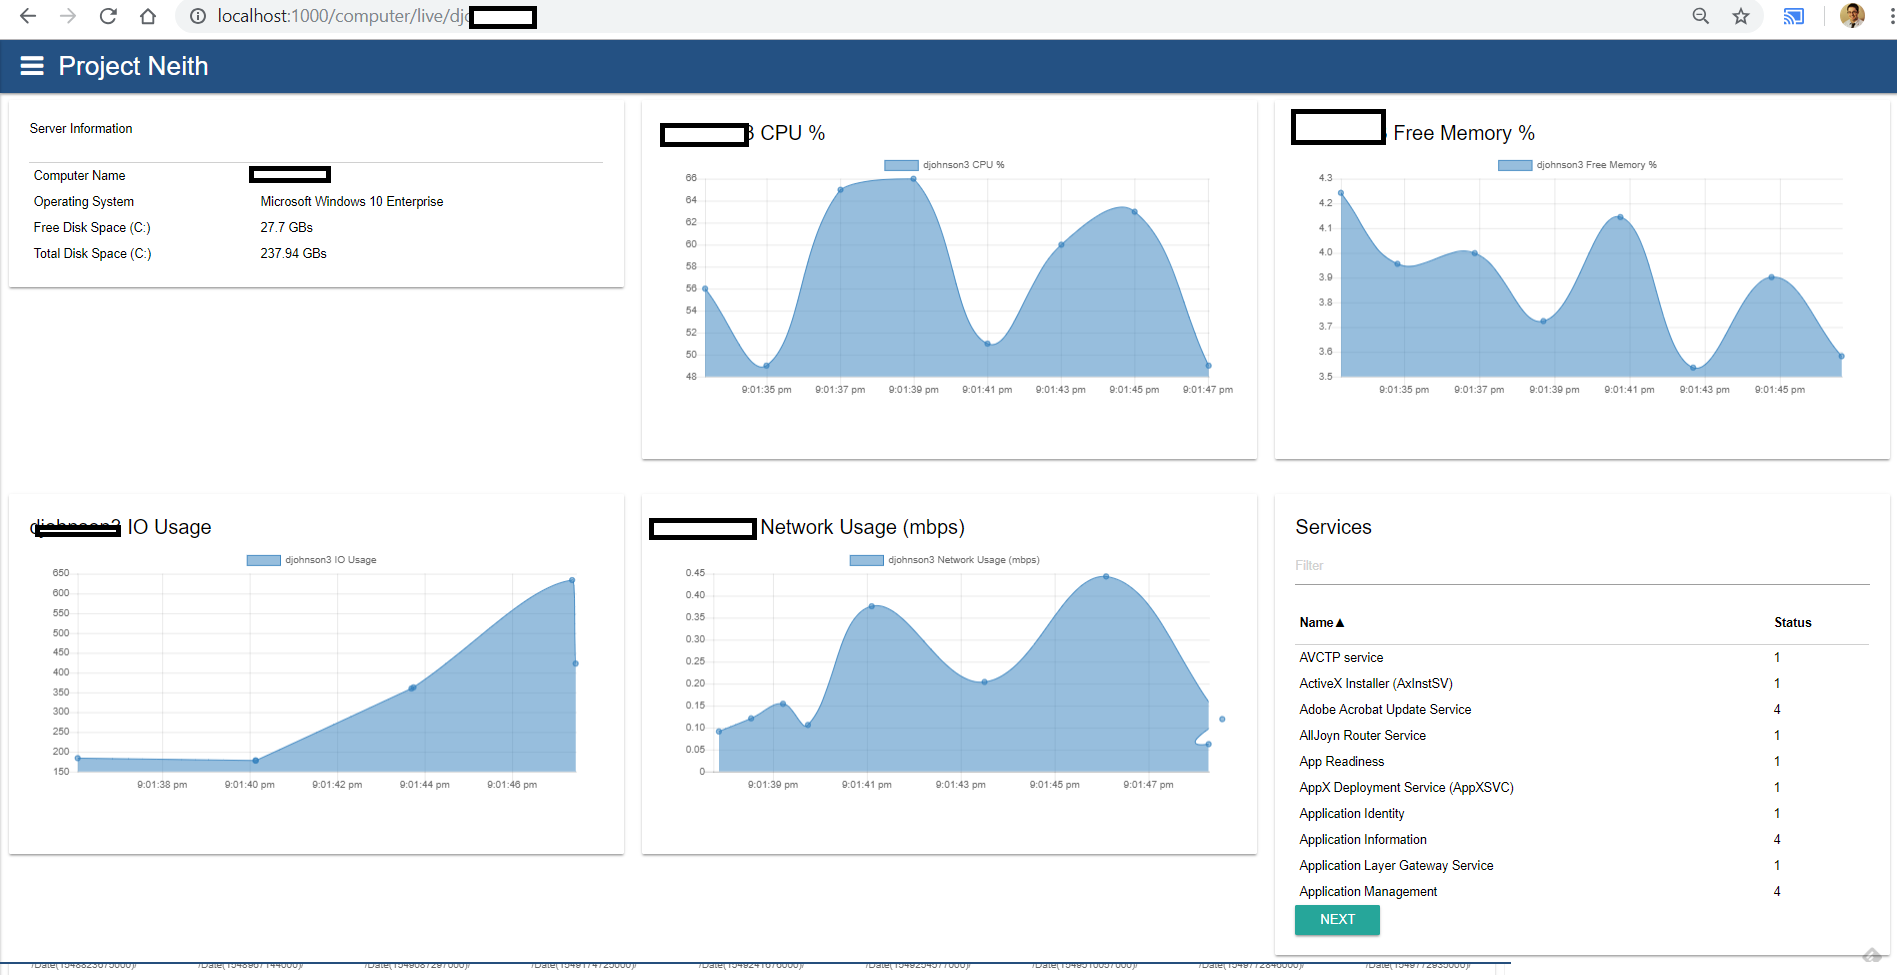 localhost:1000/computer/live/djo
Project Neith
Server Information
Computer Name
Operating System Microsoft Windows 10 Enterprise
Free Disk Space (C:) 27.7 GBs
Total Disk Space (C:) 237.94 GBs
3 CPU %
djohnson3 CPU %
66
64
62
60
58
56
54
52
50
48
9:01:35 pm 9:01:37 pm 9:01:39 pm 9:01:41 pm 9:01:43 pm 9:01:45 pm 9:01:47 pm
Free Memory %
djohnson3 Free Memory %
4.3
4.2
4.1
4.0
3.9
3.8
3.7
3.6
3.5
9:01:35 pm 9:01:37 pm 9:01:39 pm 9:01:41 pm 9:01:43 pm 9:01:45 pm
djohnson3 IO Usage
djohnson3 IO Usage
650
600
550
500
450
400
350
300
250
200
150
9:01:38 pm 9:01:40 pm 9:01:42 pm 9:01:44 pm 9:01:46 pm
Network Usage (mbps)
djohnson3 Network Usage (mbps)
0.45
0.40
0.35
0.30
0.25
0.20
0.15
0.10
0.05
0
9:01:39 pm 9:01:41 pm 9:01:43 pm 9:01:45 pm 9:01:47 pm
Services
Filter
Name▲ Status
AVCTP service 1
ActiveX Installer (AxInstSV) 1
Adobe Acrobat Update Service 4
AllJoyn Router Service 1
App Readiness 1
AppX Deployment Service (AppXSVC) 1
Application Identity 1
Application Information 4
Application Layer Gateway Service 1
Application Management 4
NEXT